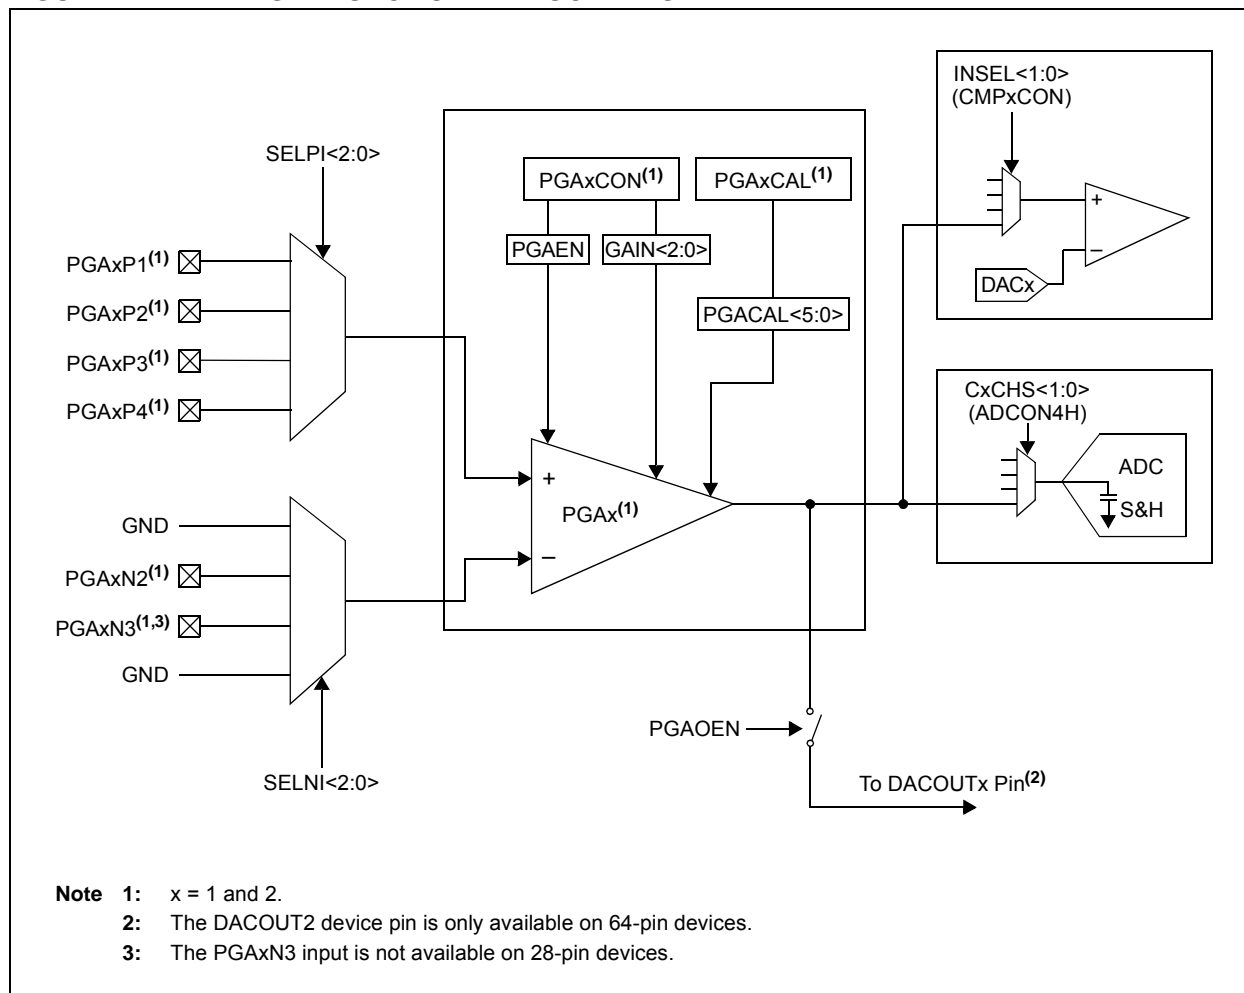 INSEL<1:0>
(CMPxCON)
SELPI<2:0>
PGAxCON(1)
PGAxCAL(1)
PGAEN
GAIN<2:0>
PGAxP1(1)
PGAxP2(1)
PGAxP3(1)
PGAxP4(1)
PGACAL<5:0>
+
–
DACx
CxCHS<1:0>
(ADCON4H)
ADC
S&H
+
PGAx(1)
–
GND
PGAxN2(1)
PGAxN3(1,3)
GND
SELNI<2:0>
PGAOEN
To DACOUTx Pin(2)
Note 1: x = 1 and 2.
2: The DACOUT2 device pin is only available on 64-pin devices.
3: The PGAxN3 input is not available on 28-pin devices.